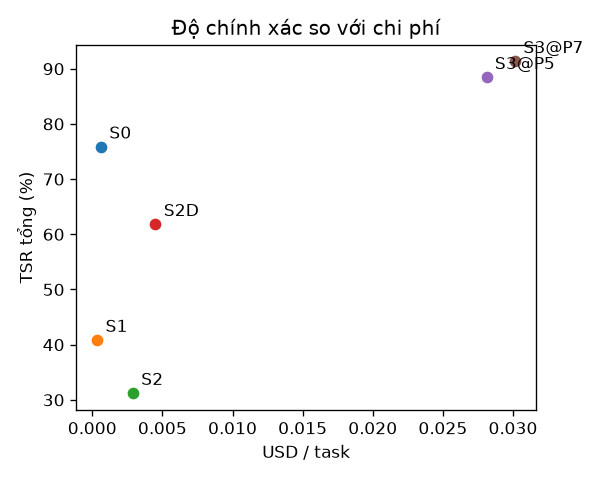 Độ chính xác so với chi phí
S3@P7
S3@P5
S0
S2D
S1
S2
TSR tổng (%)
90
80
70
60
50
40
30
0.000 0.005 0.010 0.015 0.020 0.025 0.030
USD / task